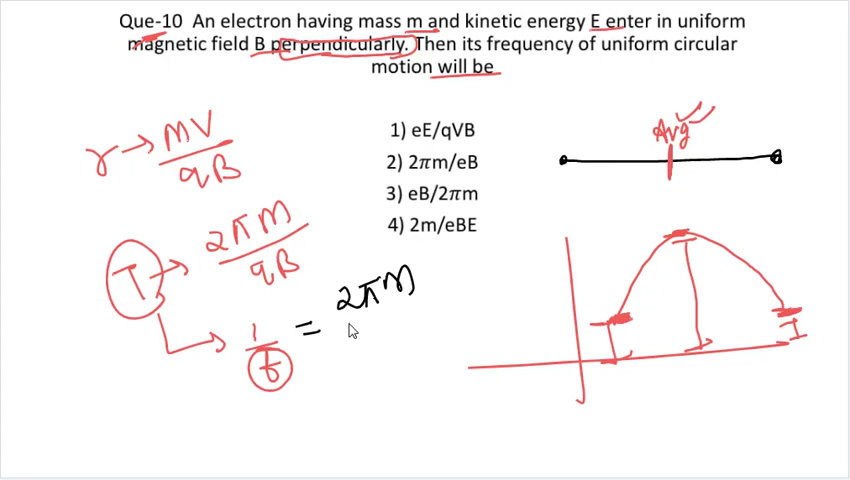 Que-10 An electron having mass m and kinetic energy E enter in uniform
magnetic field B perpendicularly. Then its frequency of uniform circular
motion will be
1) eE/qVB
2) 2πm/eB
3) eB/2πm
4) 2m/eBE
r → MV/qB
T → 2πM/qB
1/f = 2πM
Avg